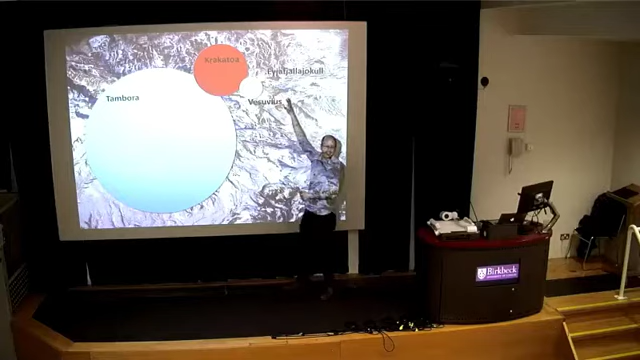 Krakatoa
Eyjafjallajokull
Tambora
Vesuvius
Birkbeck